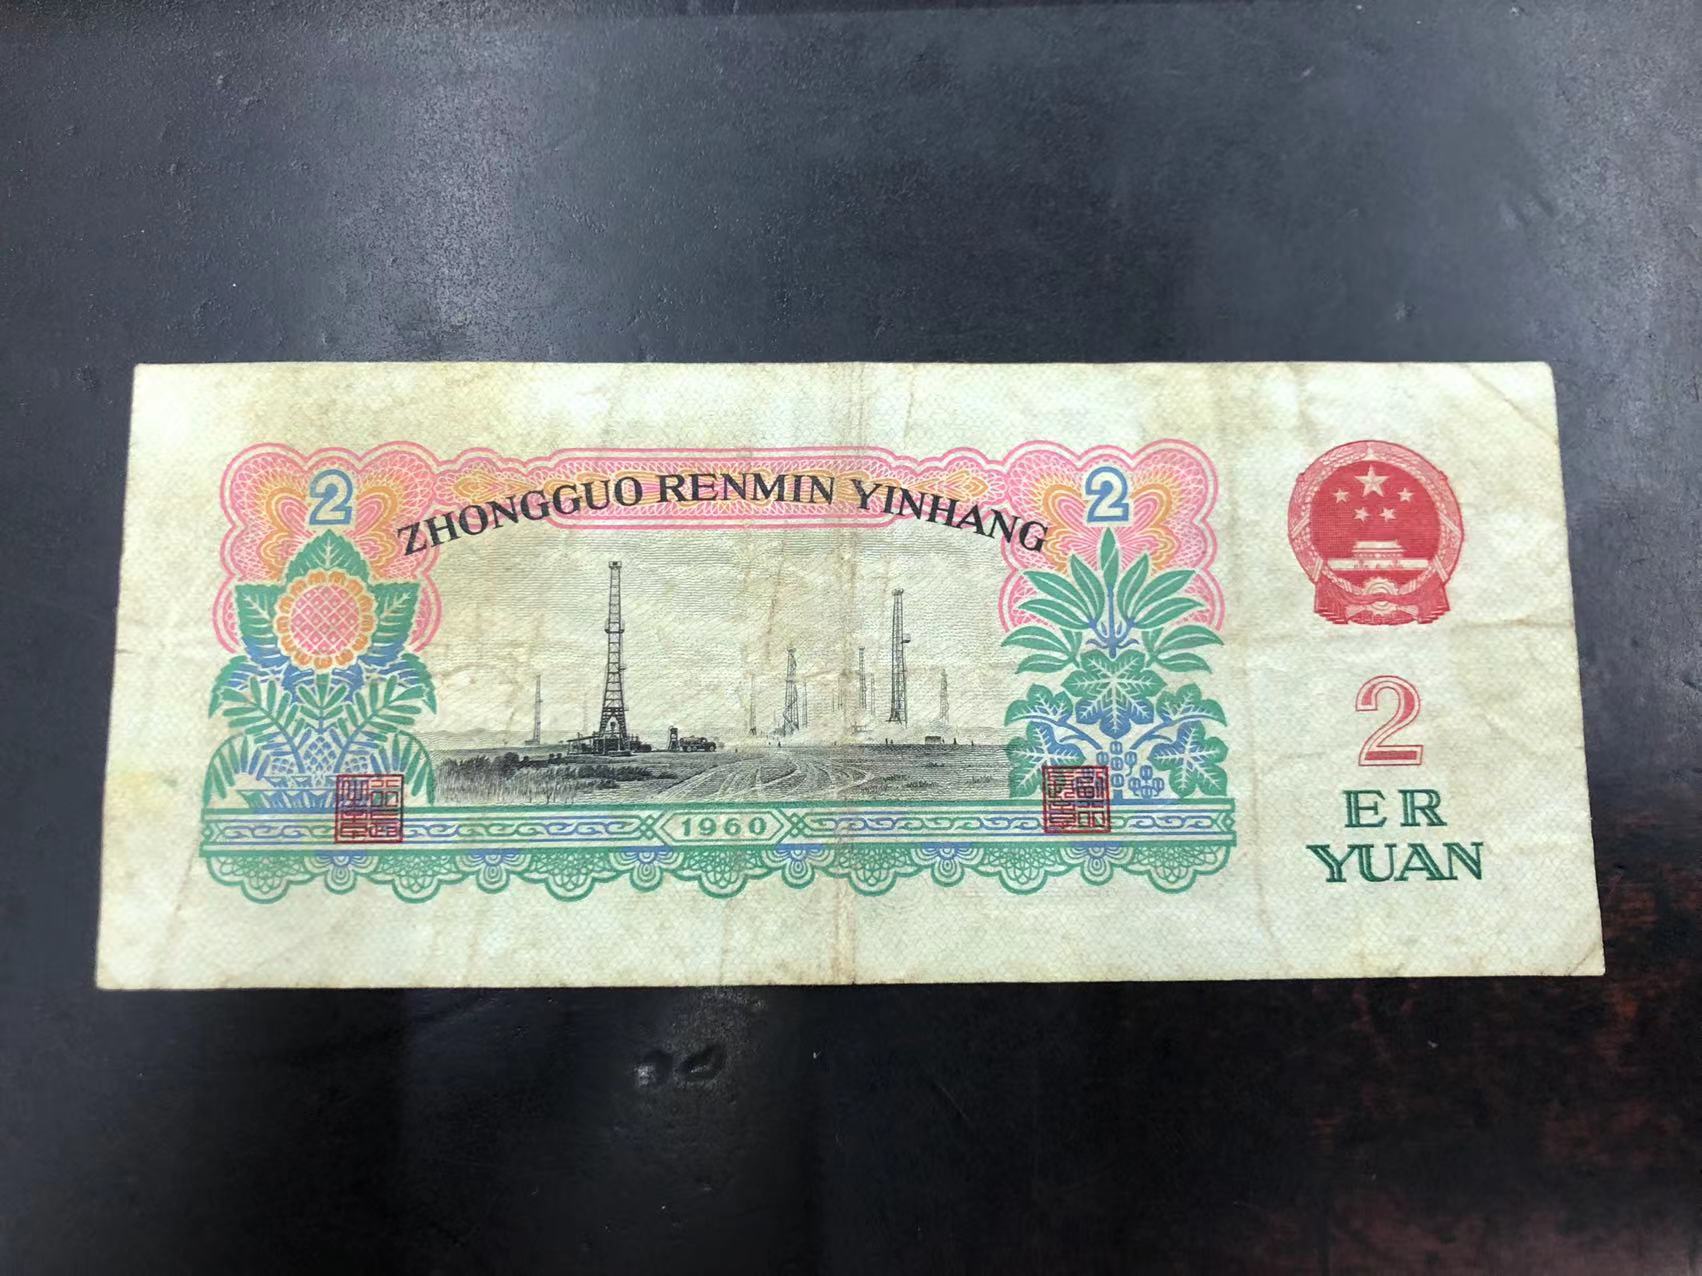 2
ZHONGGUO RENMIN YINHANG
2
1960
2
ER
YUAN